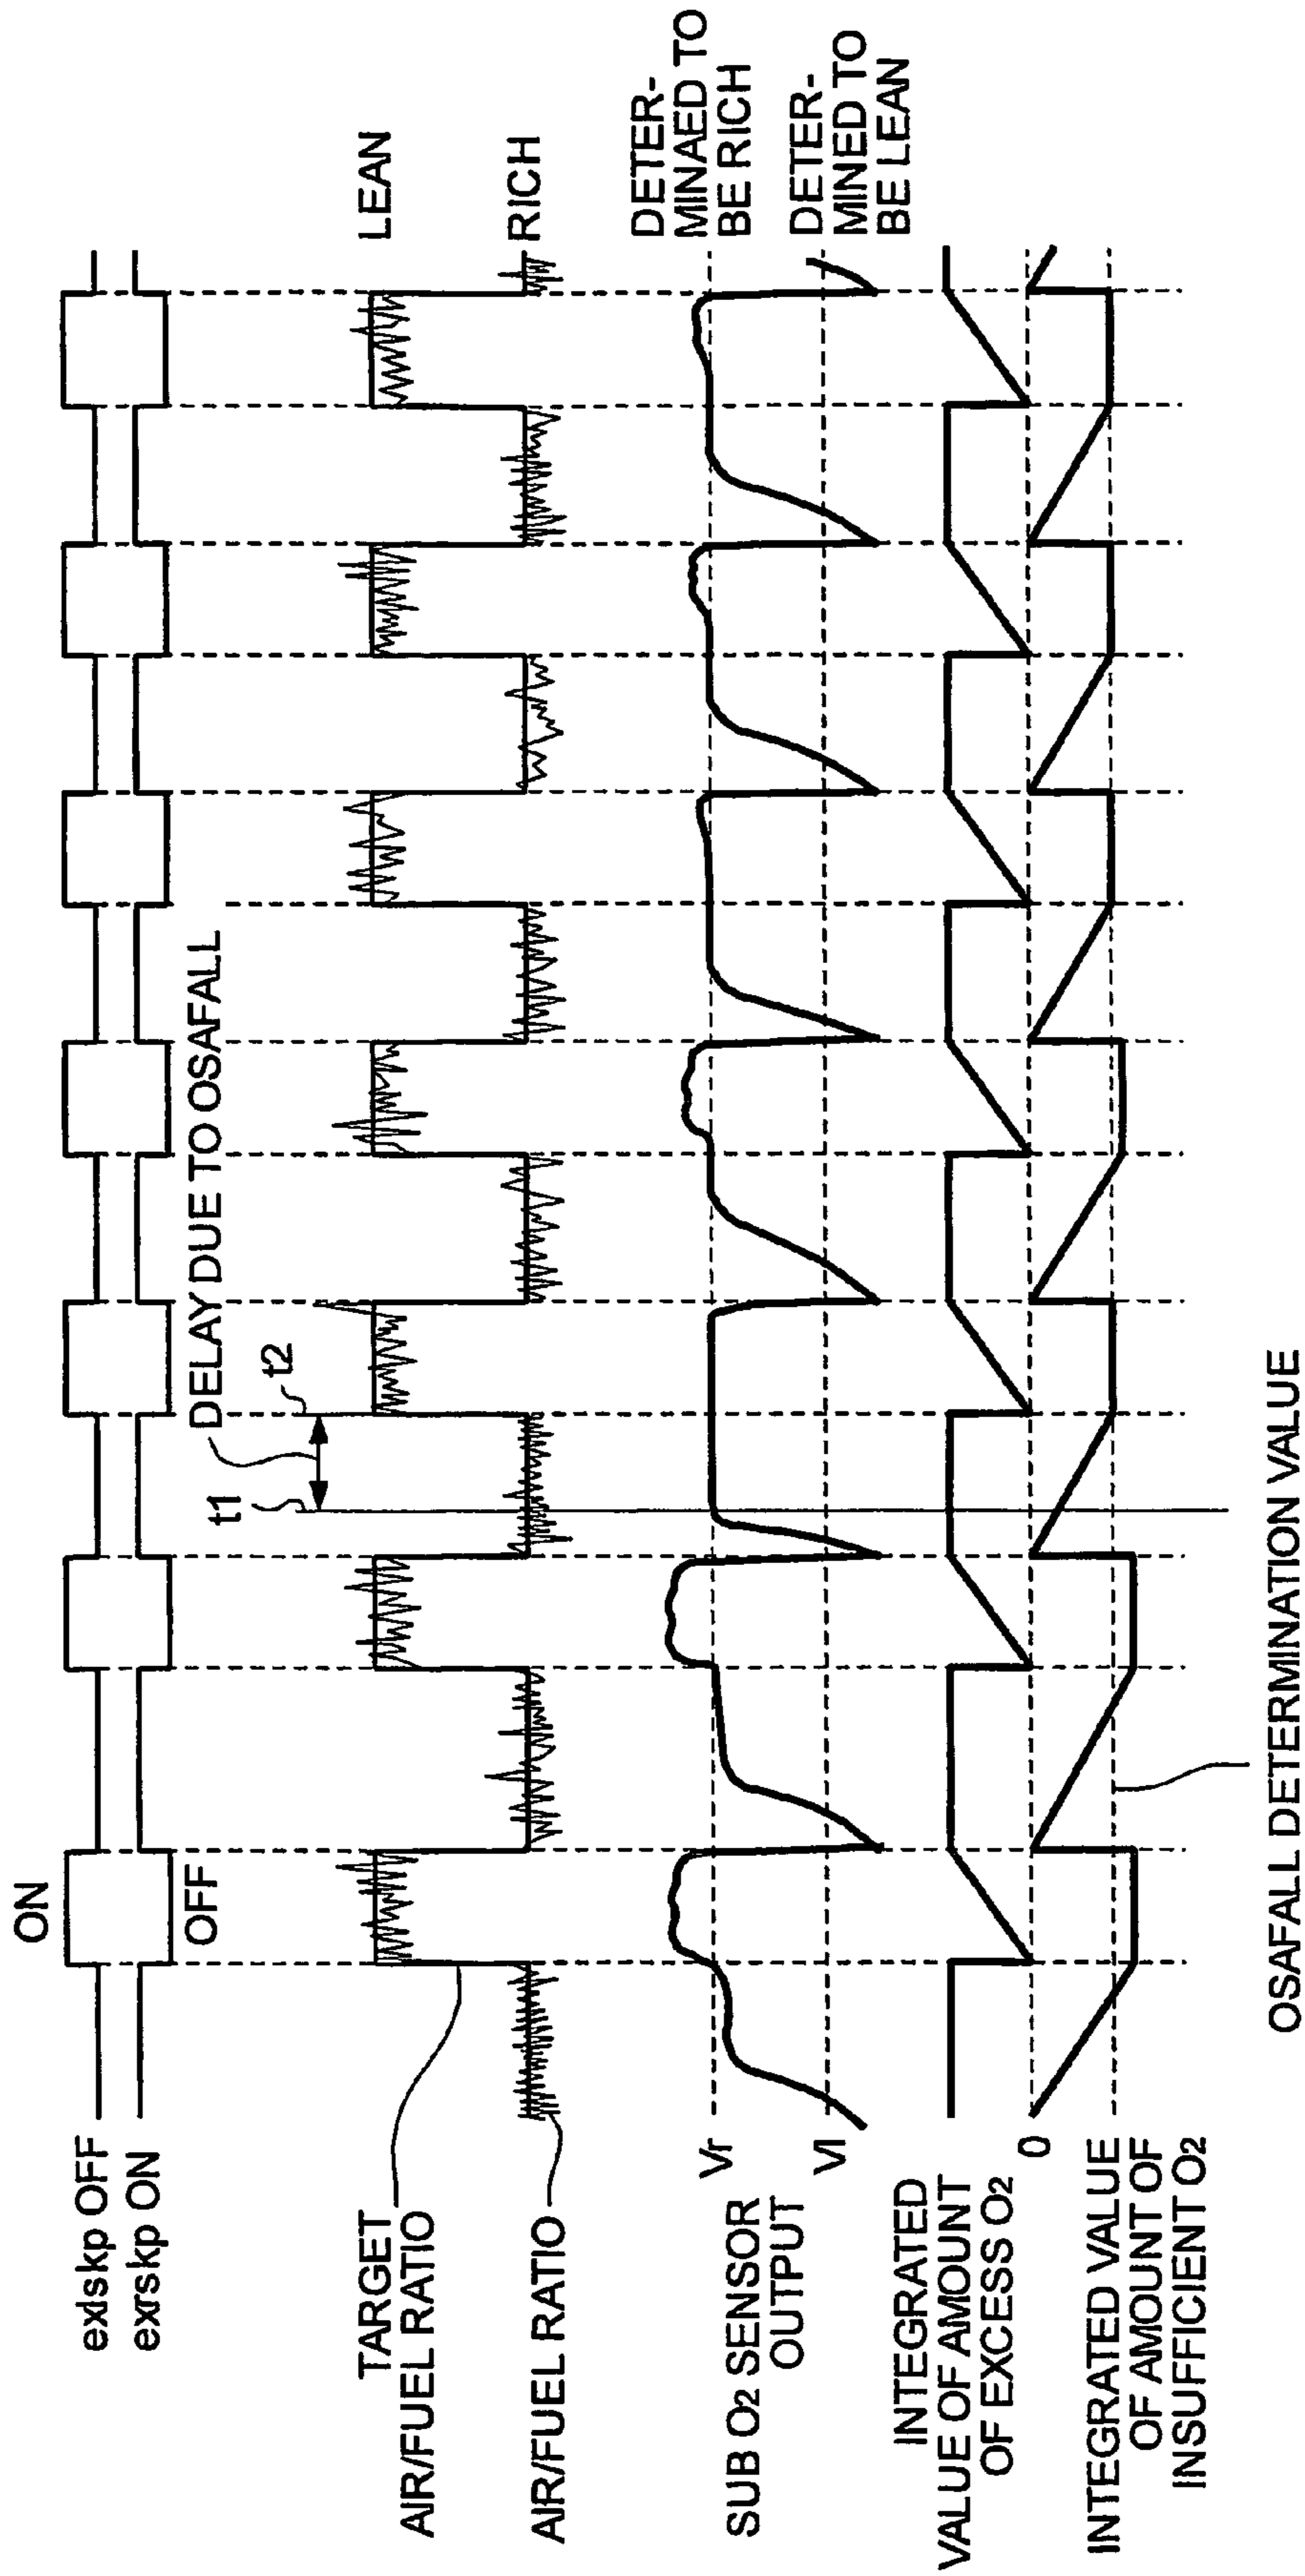 ON
exlskp OFF
exrskp ON
OFF
DELAY DUE TO OSAFALL
t1
t2
TARGET
AIR/FUEL RATIO
LEAN
AIR/FUEL RATIO
RICH
SUB O2 SENSOR
OUTPUT
Vr
Vl
DETER-
MINAED TO
BE RICH
DETER-
MINED TO
BE LEAN
INTEGRATED
VALUE OF AMOUNT
OF EXCESS O2
0
INTEGRATED VALUE
OF AMOUNT OF
INSUFFICIENT O2
OSAFALL DETERMINATION VALUE